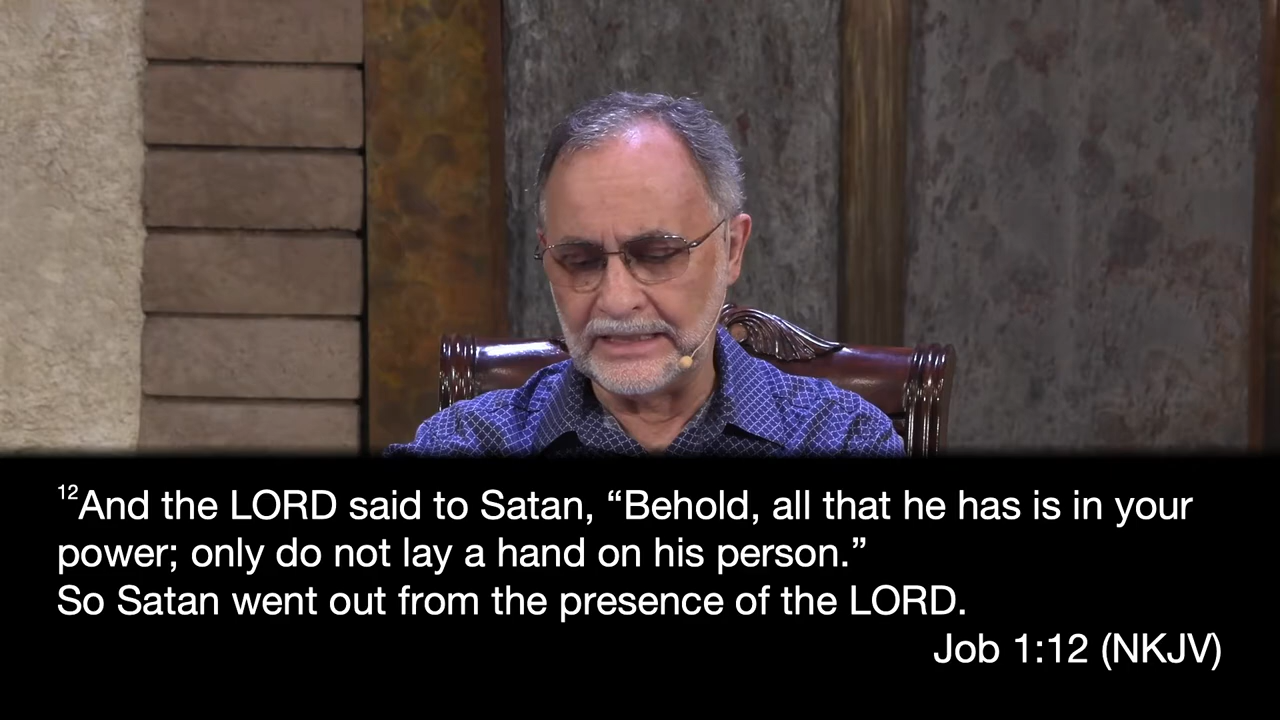 ¹²And the LORD said to Satan, “Behold, all that he has is in your
power; only do not lay a hand on his person.”
So Satan went out from the presence of the LORD.
Job 1:12 (NKJV)